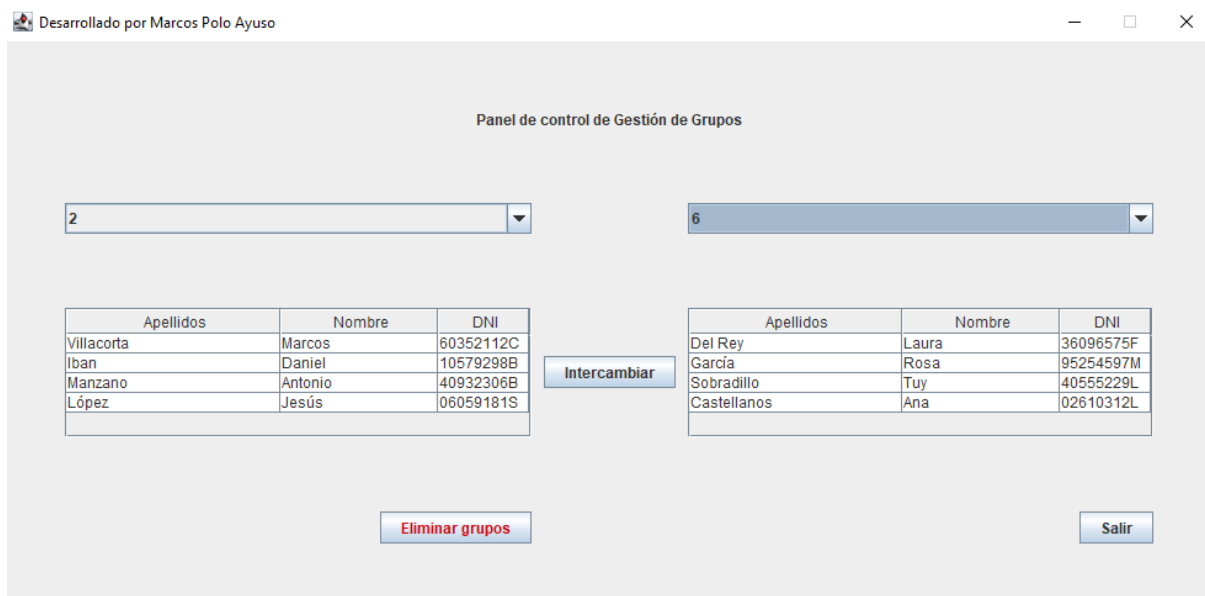 Desarrollado por Marcos Polo Ayuso
Panel de control de Gestión de Grupos
2
6
Apellidos Nombre DNI
Villacorta Marcos 60352112C
Iban Daniel 10579298B
Manzano Antonio 40932306B
López Jesús 06059181S
Intercambiar
Apellidos Nombre DNI
Del Rey Laura 36096575F
García Rosa 95254597M
Sobradillo Tuy 40555229L
Castellanos Ana 02610312L
Eliminar grupos
Salir